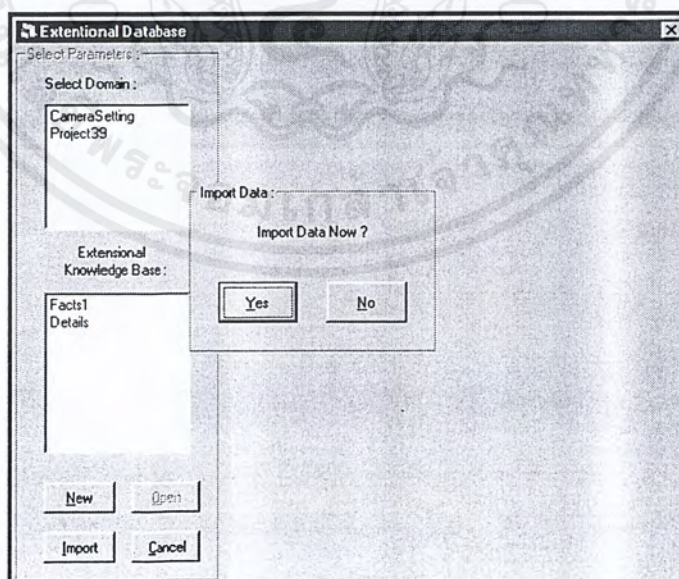 Extentional Database
Select Parameters :
Select Domain :
CameraSetting
Project39
Extensional
Knowledge Base :
Facts1
Details
New
Open
Import
Cancel
Import Data :
Import Data Now ?
Yes
No